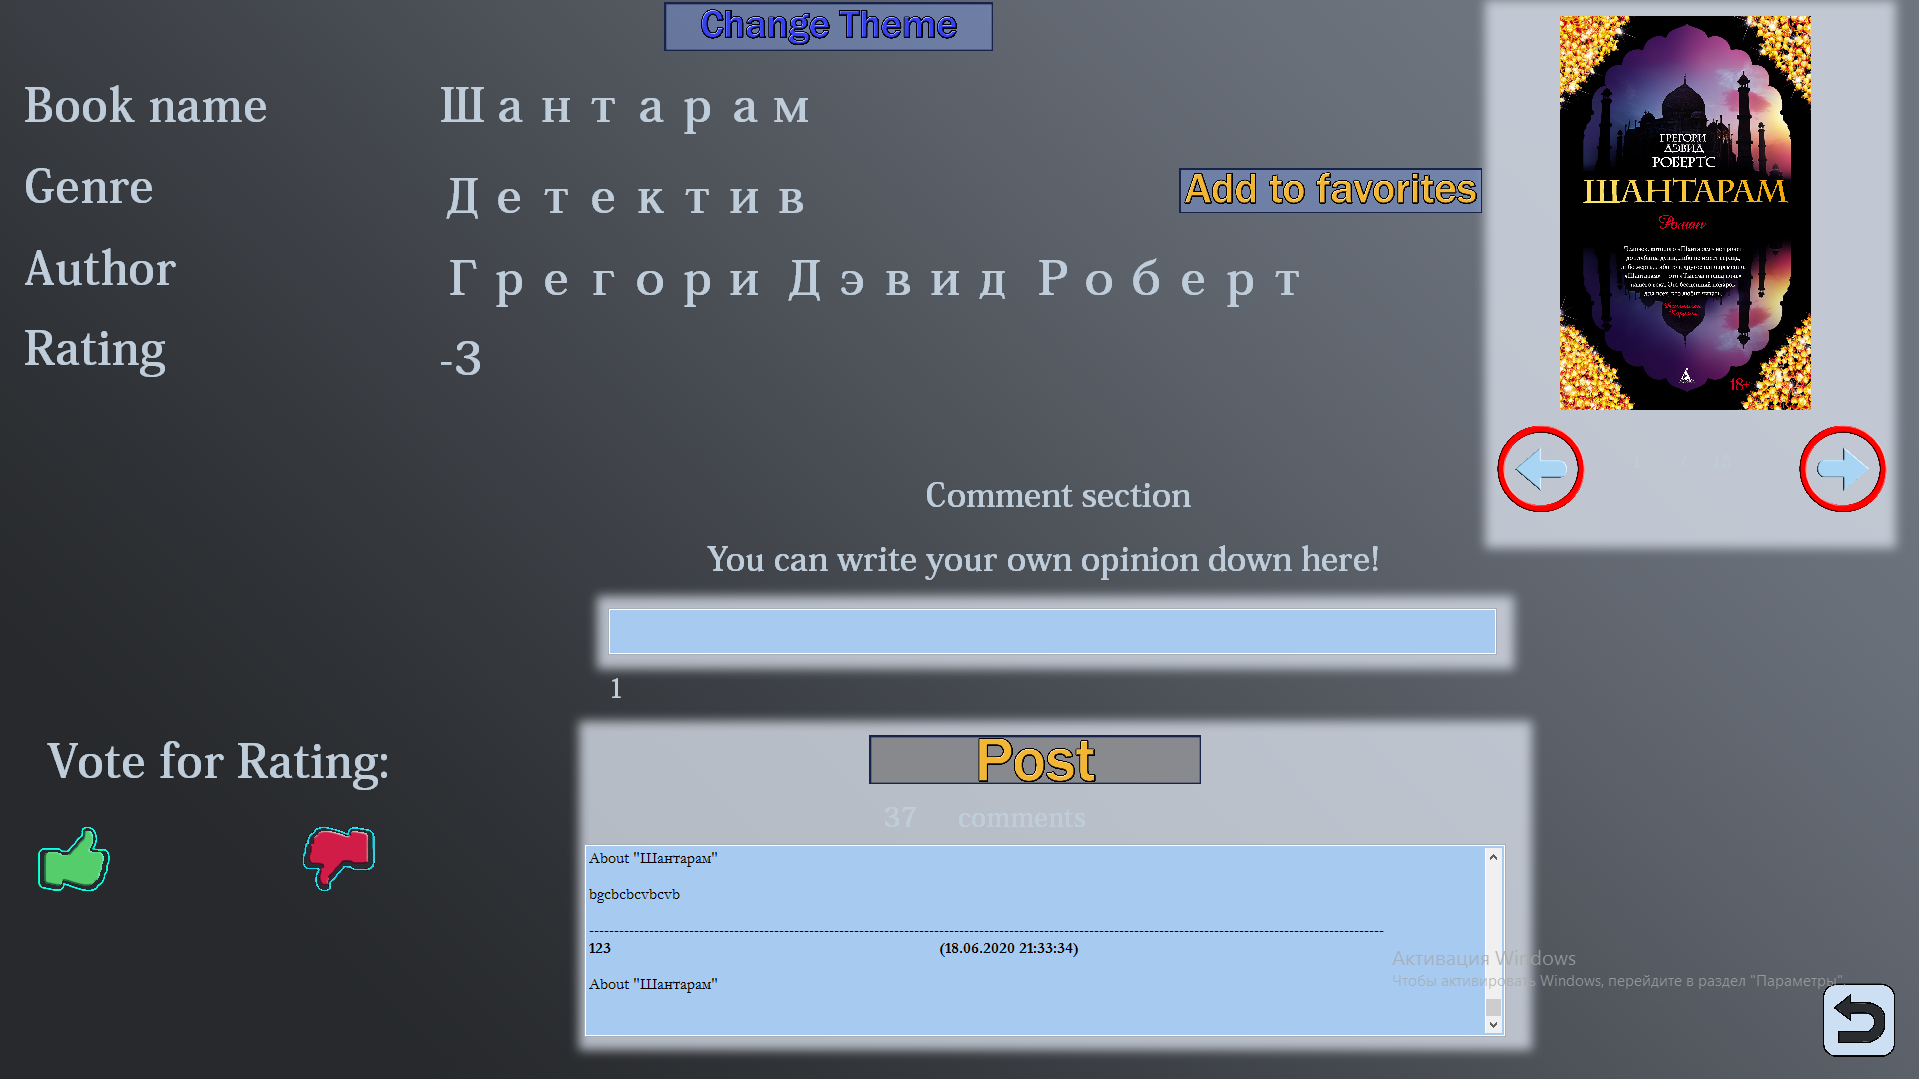 Change Theme
Book name
Шантарам
Genre
Детектив
Add to favorites
Author
Грегори Дэвид Роберт
Rating
-3
ГРЕГОРИ
ДЭВИД
РОБЕРТС
ШАНТАРАМ
Роман
18+
Comment section
You can write your own opinion down here!
1
Vote for Rating:
Post
37 comments
About "Шантарам"
bgcbcbcvbcvb
123 (18.06.2020 21:33:34)
About "Шантарам"
Активация Windows
Чтобы активировать Windows, перейдите в раздел "Параметры".